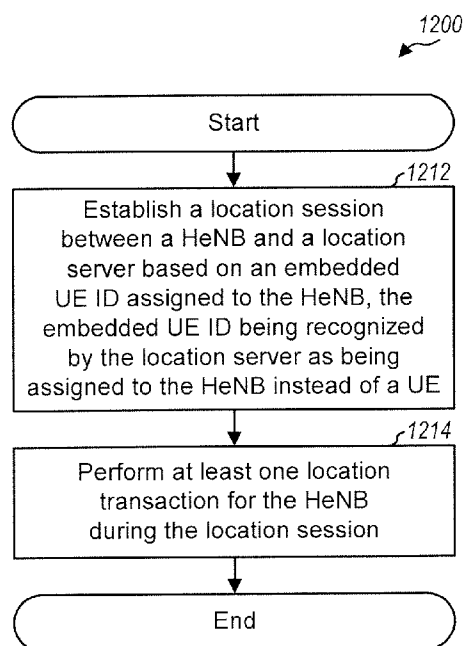 1200
Start
1212
Establish a location session
between a HeNB and a location
server based on an embedded
UE ID assigned to the HeNB, the
embedded UE ID being recognized
by the location server as being
assigned to the HeNB instead of a UE
1214
Perform at least one location
transaction for the HeNB
during the location session
End